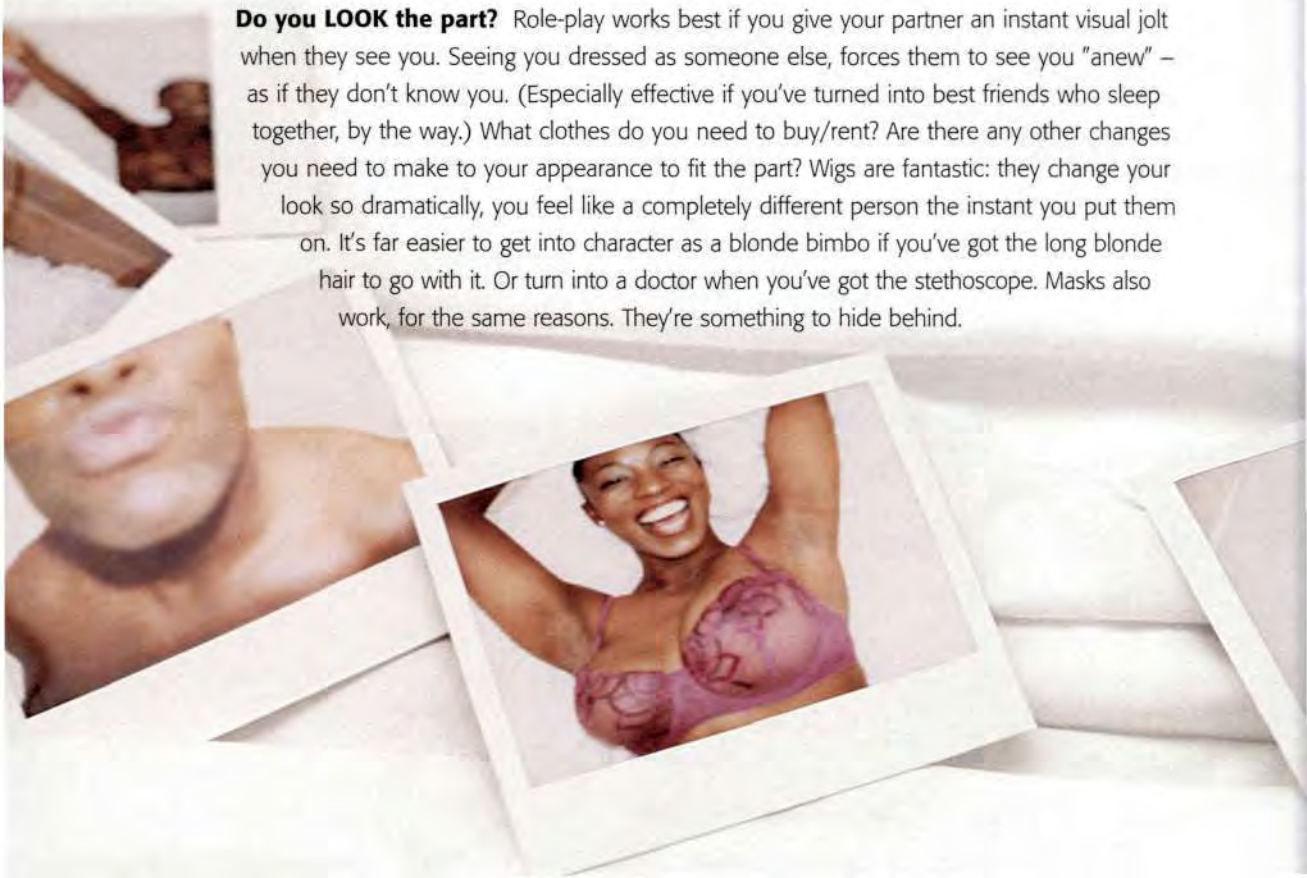 Do you LOOK the part? Role-play works best if you give your partner an instant visual jolt
when they see you. Seeing you dressed as someone else, forces them to see you "anew" –
as if they don't know you. (Especially effective if you've turned into best friends who sleep
together, by the way.) What clothes do you need to buy/rent? Are there any other changes
you need to make to your appearance to fit the part? Wigs are fantastic: they change your
look so dramatically, you feel like a completely different person the instant you put them
on. It's far easier to get into character as a blonde bimbo if you've got the long blonde
hair to go with it. Or turn into a doctor when you've got the stethoscope. Masks also
work, for the same reasons. They're something to hide behind.